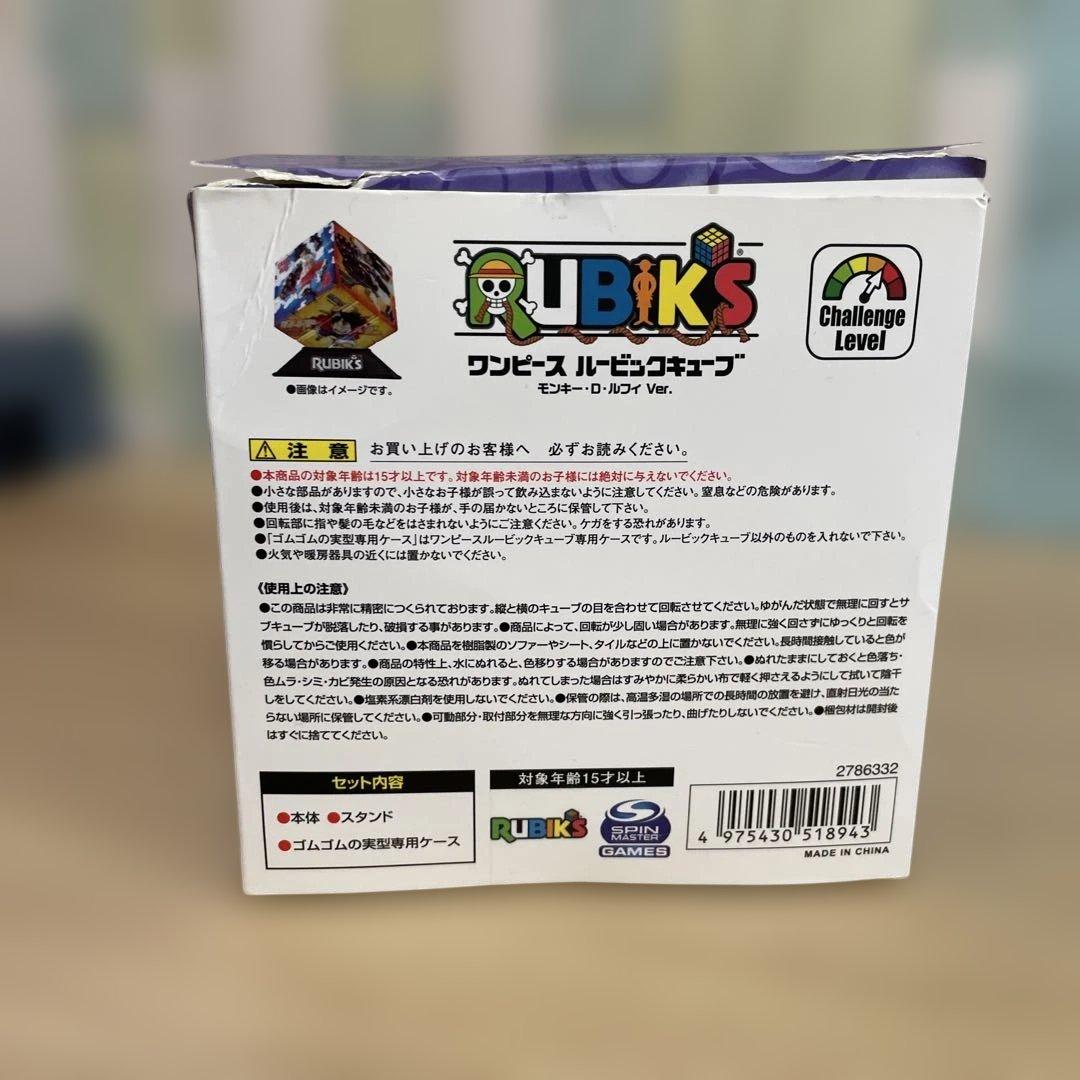 RUBIK'S
●画像はイメージです。
RUBIK'S
ワンピース ルービックキューブ
モンキー・D・ルフィ Ver.
Challenge
Level
注 意 お買い上げのお客様へ 必ずお読みください。
●本商品の対象年齢は15才以上です。対象年齢未満のお子様には絶対に与えないでください。
●小さな部品がありますので、小さなお子様が誤って飲み込まないように注意してください。窒息などの危険があります。
●使用後は、対象年齢未満のお子様が、手の届かないところに保管して下さい。
●回転部に指や髪の毛などをはさまれないようにご注意ください。ケガをする恐れがあります。
●「ゴムゴムの実型専用ケース」はワンピースルービックキューブ専用ケースです。ルービックキューブ以外のものを入れないで下さい。
●火気や暖房器具の近くには置かないでください。
《使用上の注意》
●この商品は非常に精密につくられております。縦と横のキューブの目を合わせて回転させてください。ゆがんだ状態で無理に回すとサ
ブキューブが脱落したり、破損する事があります。●商品によって、回転が少し固い場合があります。無理に強く回さずにゆっくりと回転を
慣らしてからご使用ください。●本商品を樹脂製のソファーやシート、タイルなどの上に置かないでください。長時間接触していると色が
移る場合があります。●商品の特性上、水にぬれると、色移りする場合がありますのでご注意下さい。●ぬれたままにしておくと色落ち・
色ムラ・シミ・カビ発生の原因となる恐れがあります。ぬれてしまった場合はすみやかに柔らかい布で軽く押さえるようにして拭いて陰干
しをしてください。●塩素系漂白剤を使用しないでください。●保管の際は、高温多湿の場所での長時間の放置を避け、直射日光の当た
らない場所に保管してください。●可動部分・取付部分を無理な方向に強く引っ張ったり、曲げたりしないでください。●梱包材は開封後
はすぐに捨ててください。
セット内容
●本体 ●スタンド
●ゴムゴムの実型専用ケース
対象年齢15才以上
RUBIK'S
SPIN
MASTER
GAMES
2786332
4 975430 518943
MADE IN CHINA